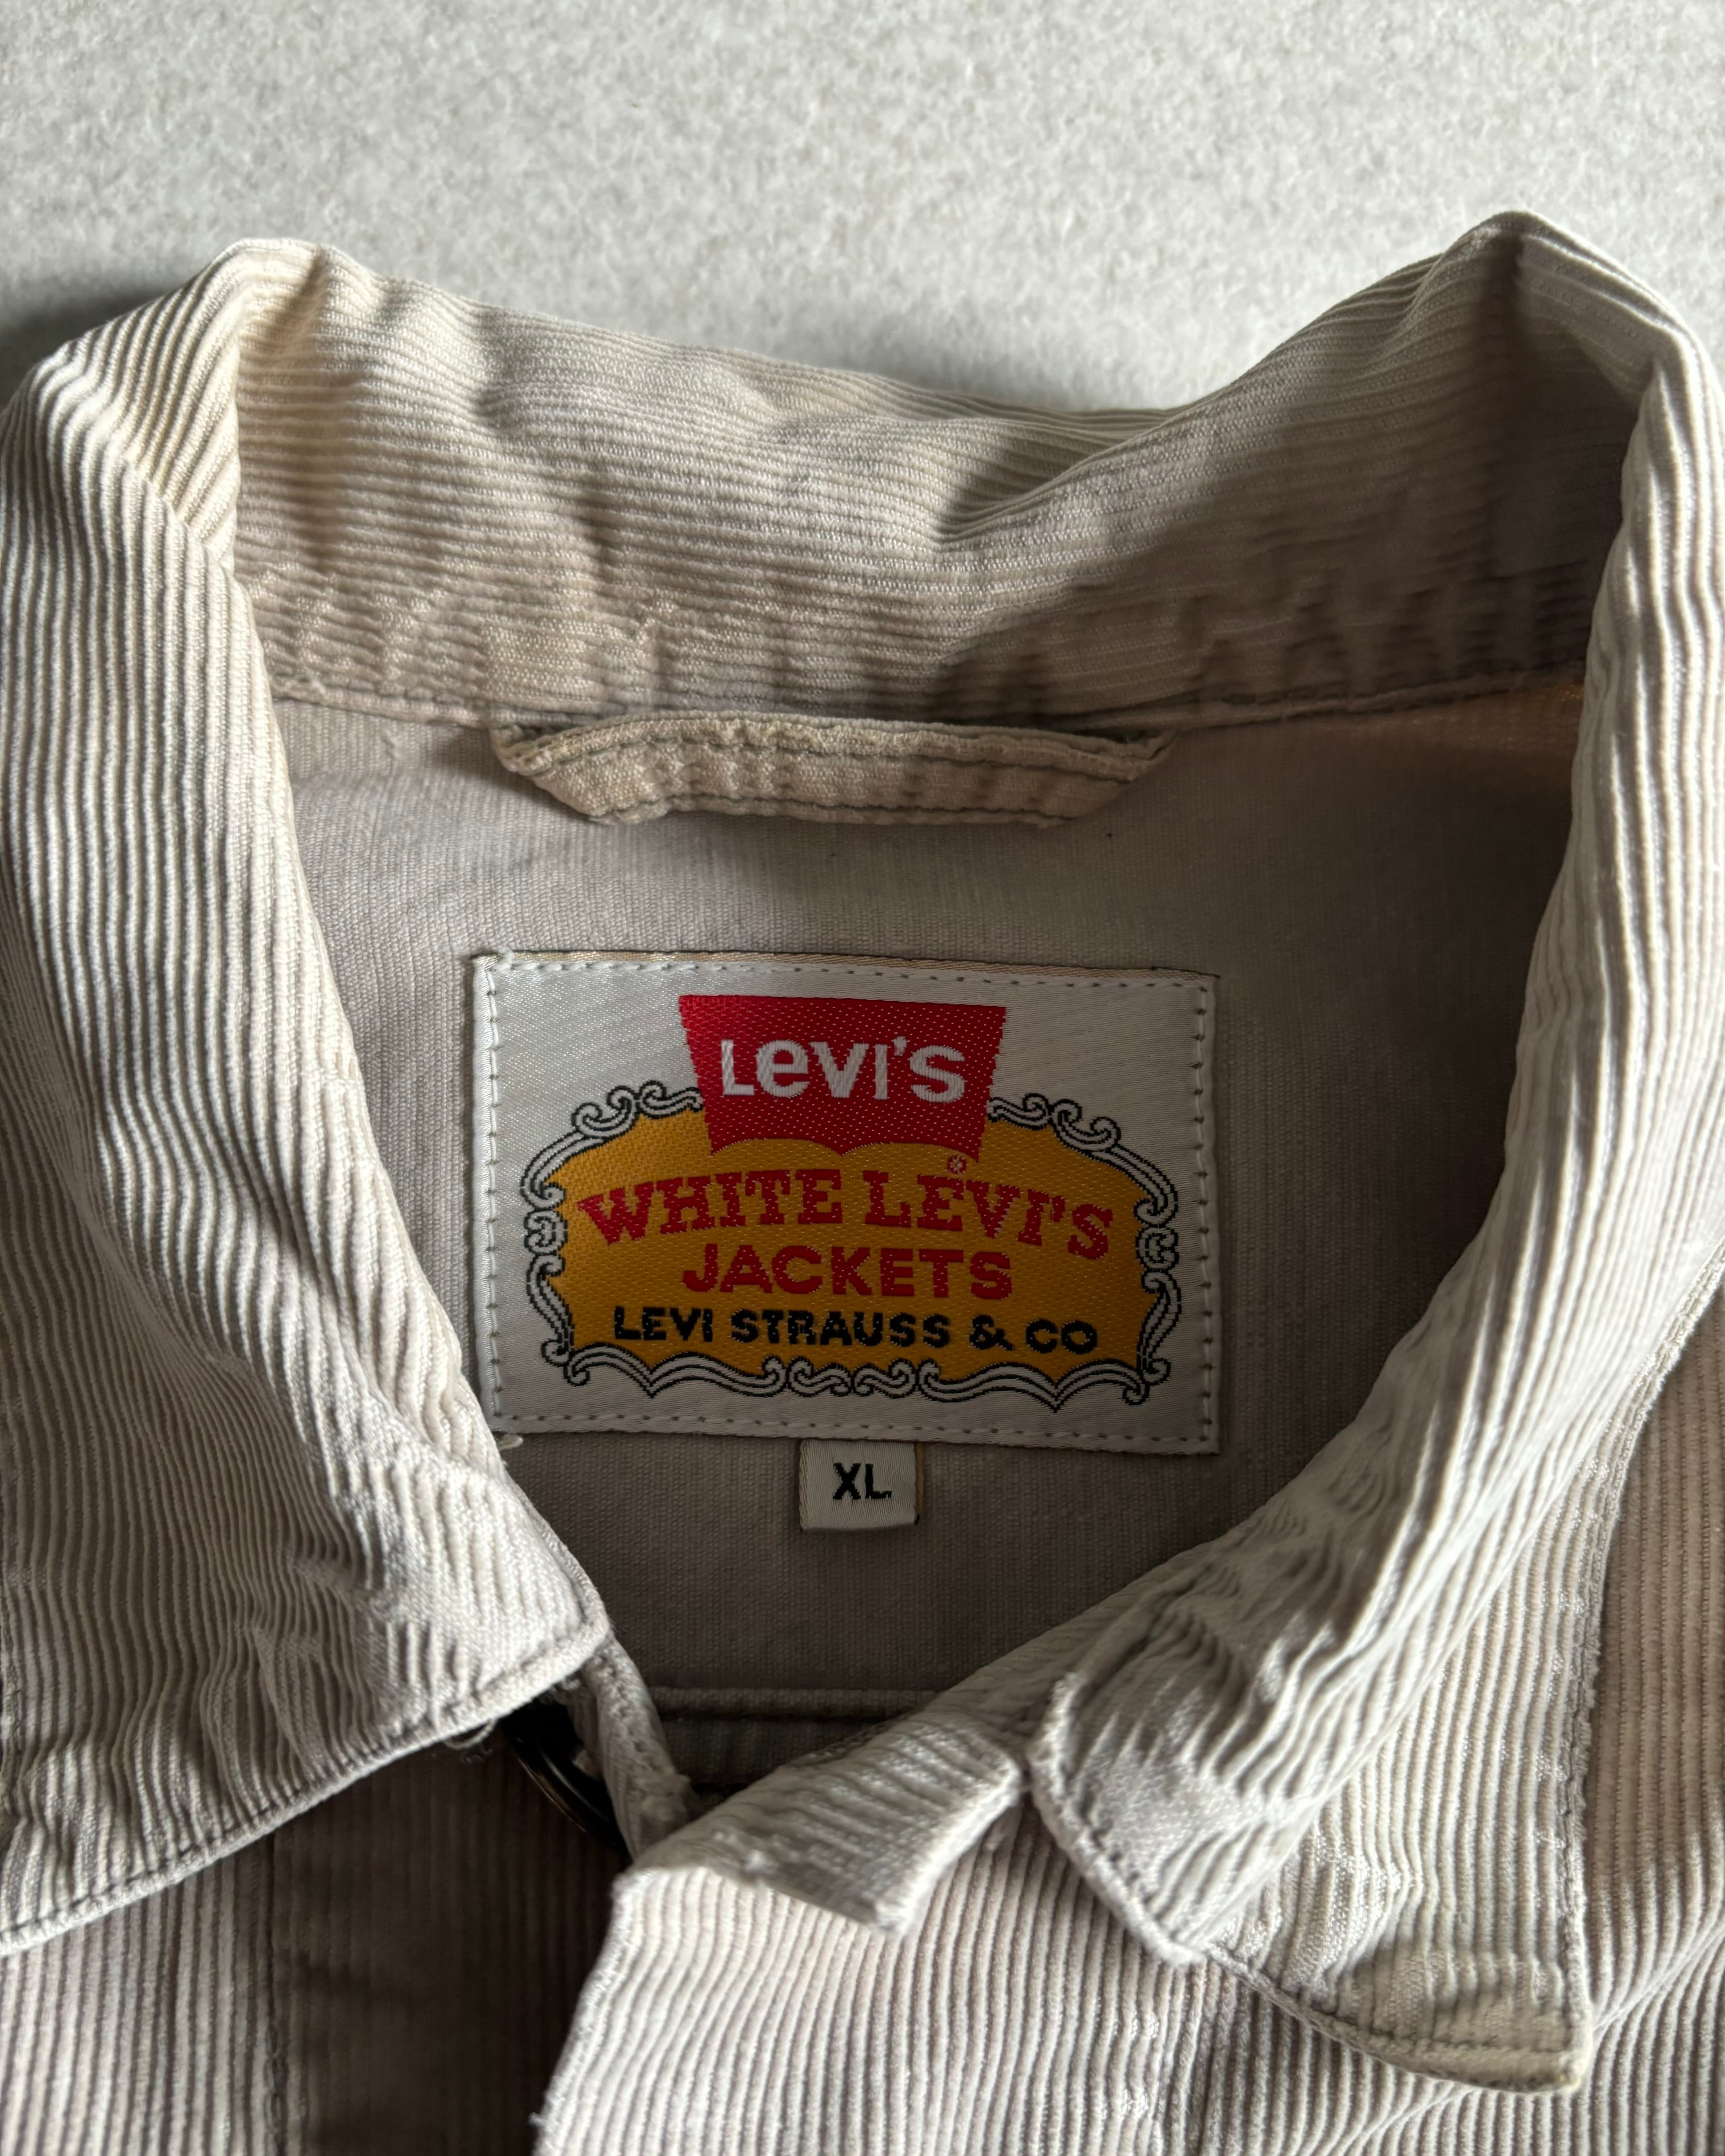 LEVI'S
WHITE LEVI'S®
JACKETS
LEVI STRAUSS & CO
XL